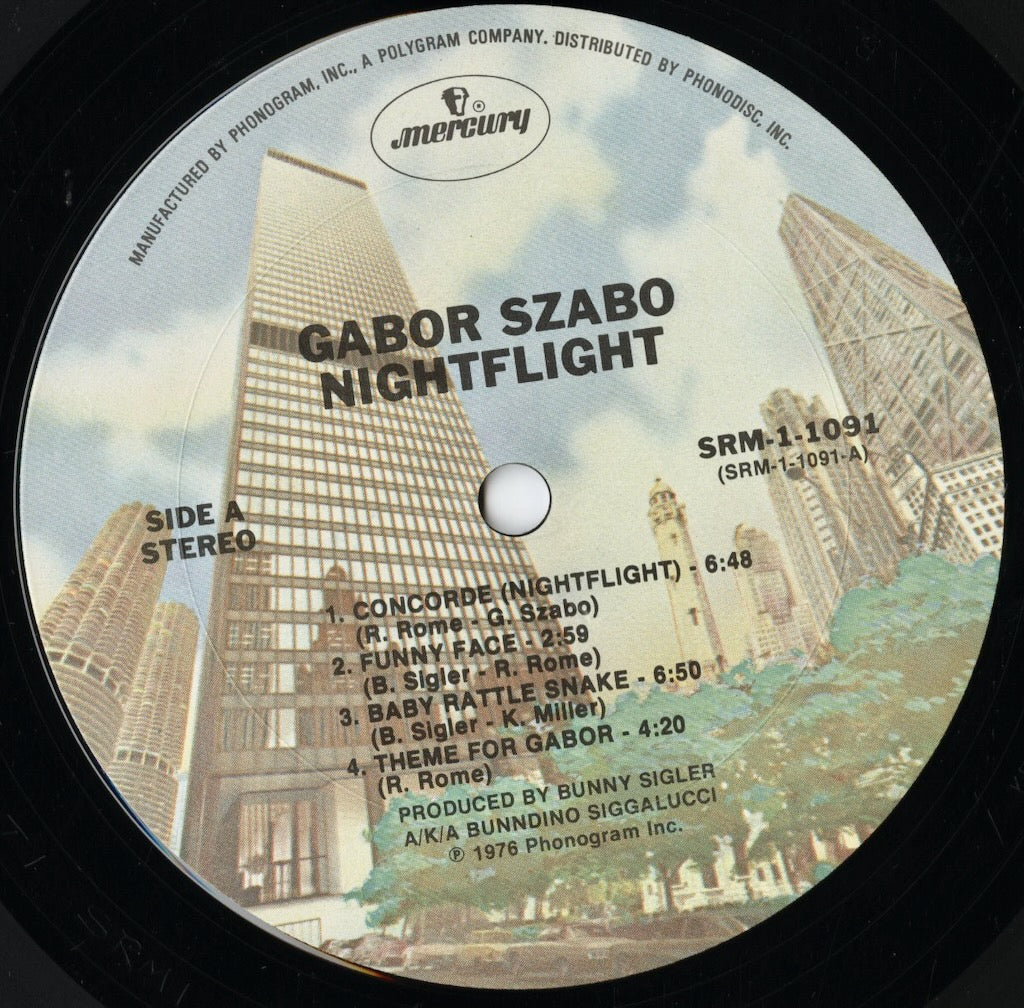 MANUFACTURED BY PHONOGRAM, INC., A POLYGRAM COMPANY. DISTRIBUTED BY PHONODISC, INC.
mercury ®
GABOR SZABO
NIGHTFLIGHT
SRM-1-1091
(SRM-1-1091-A)
SIDE A
STEREO
1. CONCORDE (NIGHTFLIGHT) - 6:48
(R. Rome - G. Szabo)
2. FUNNY FACE - 2:59
(B. Sigler - R. Rome)
3. BABY RATTLE SNAKE - 6:50
(B. Sigler - K. Miller)
4. THEME FOR GABOR - 4:20
(R. Rome)
PRODUCED BY BUNNY SIGLER
A/K/A BUNNDINO SIGGALUCCI
℗ 1976 Phonogram Inc.